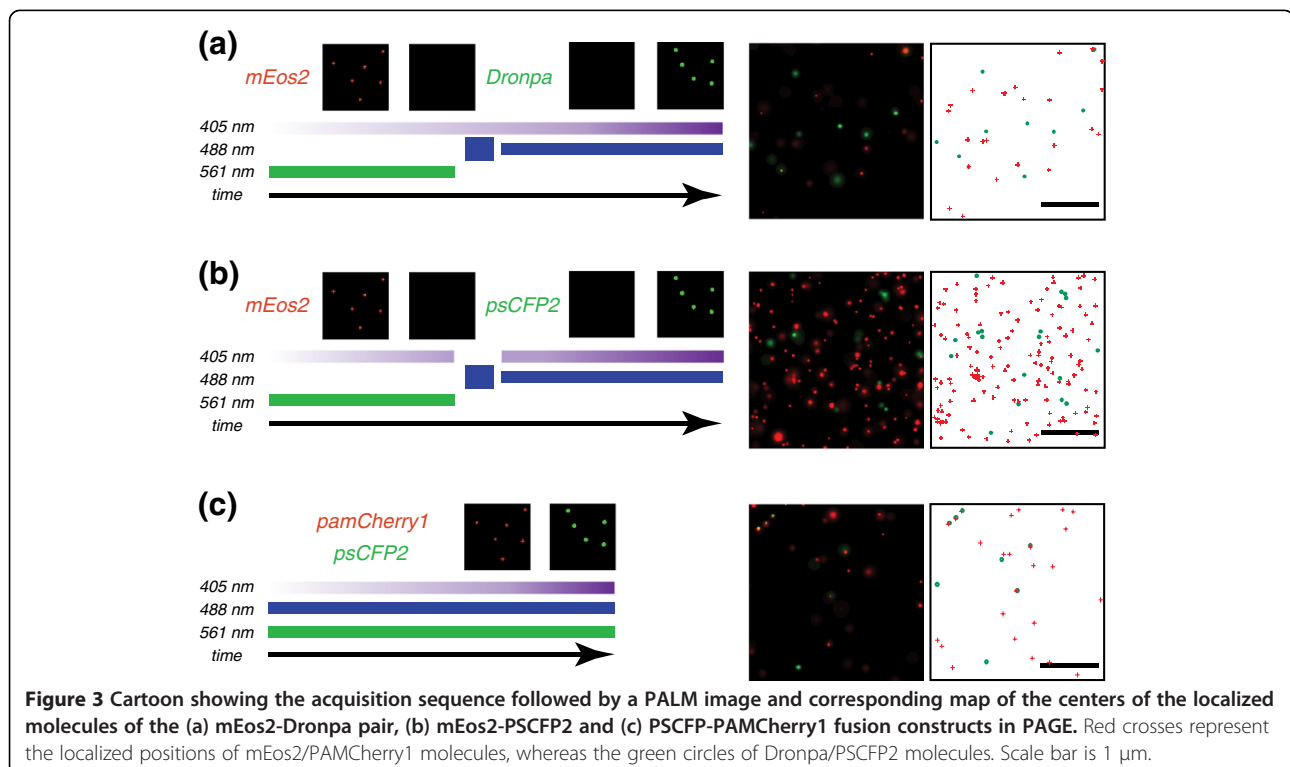 (a)
mEos2
Dronpa
405 nm
488 nm
561 nm
time
(b)
mEos2
psCFP2
405 nm
488 nm
561 nm
time
(c)
pamCherry1
psCFP2
405 nm
488 nm
561 nm
time
Figure 3 Cartoon showing the acquisition sequence followed by a PALM image and corresponding map of the centers of the localized
molecules of the (a) mEos2-Dronpa pair, (b) mEos2-PSCFP2 and (c) PSCFP-PAMCherry1 fusion constructs in PAGE. Red crosses represent
the localized positions of mEos2/PAMCherry1 molecules, whereas the green circles of Dronpa/PSCFP2 molecules. Scale bar is 1 μm.